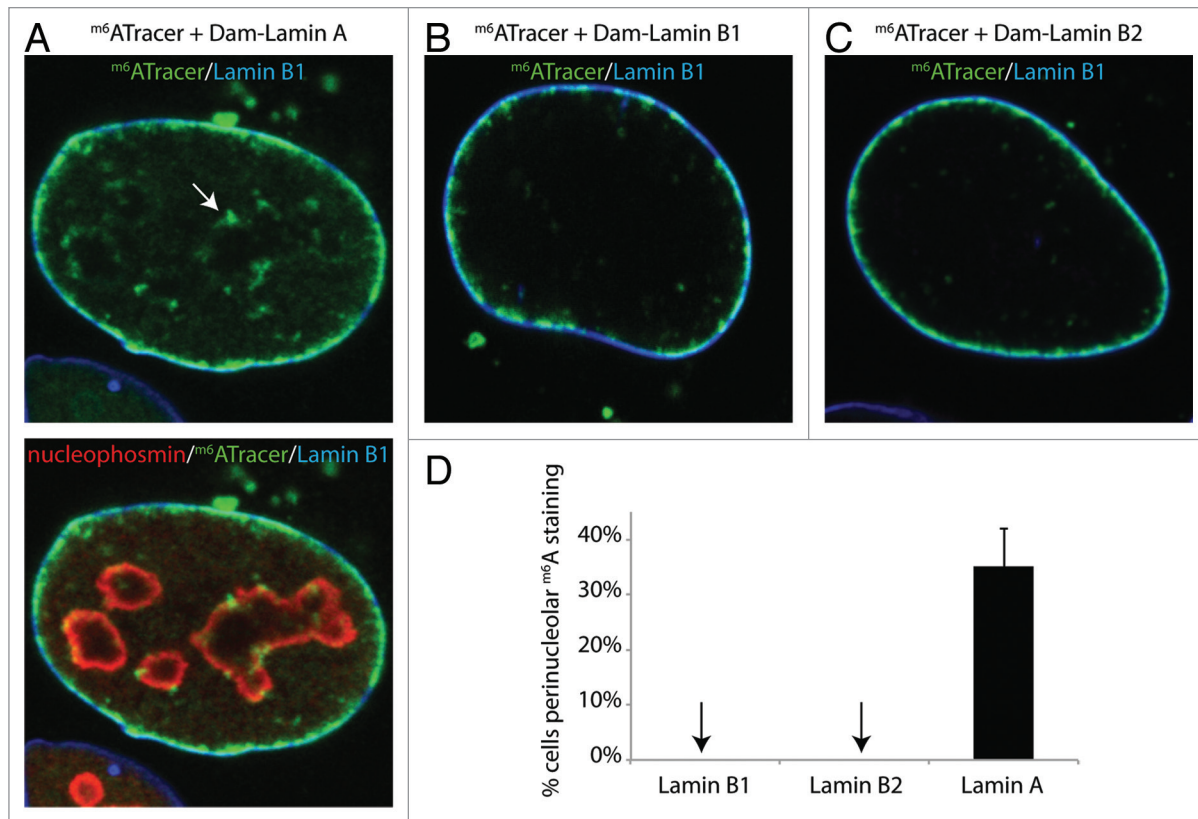 A
ᵐ⁶ATracer + Dam-Lamin A
ᵐ⁶ATracer/Lamin B1
nucleophosmin/ᵐ⁶ATracer/Lamin B1
B
ᵐ⁶ATracer + Dam-Lamin B1
ᵐ⁶ATracer/Lamin B1
C
ᵐ⁶ATracer + Dam-Lamin B2
ᵐ⁶ATracer/Lamin B1
D
% cells perinucleolar ᵐ⁶A staining
40%
30%
20%
10%
0%
Lamin B1
Lamin B2
Lamin A